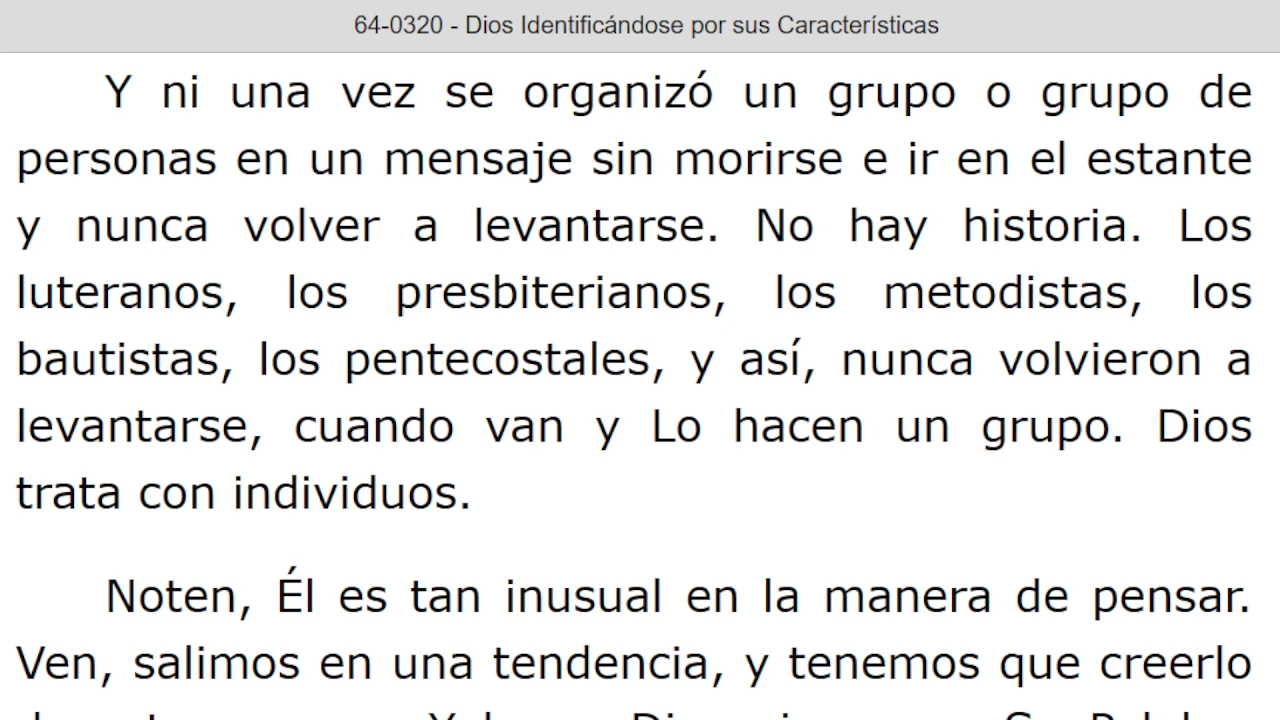 64-0320 - Dios Identificándose por sus Características
Y ni una vez se organizó un grupo o grupo de
personas en un mensaje sin morirse e ir en el estante
y nunca volver a levantarse. No hay historia. Los
luteranos, los presbiterianos, los metodistas, los
bautistas, los pentecostales, y así, nunca volvieron a
levantarse, cuando van y Lo hacen un grupo. Dios
trata con individuos.
Noten, Él es tan inusual en la manera de pensar.
Ven, salimos en una tendencia, y tenemos que creerlo